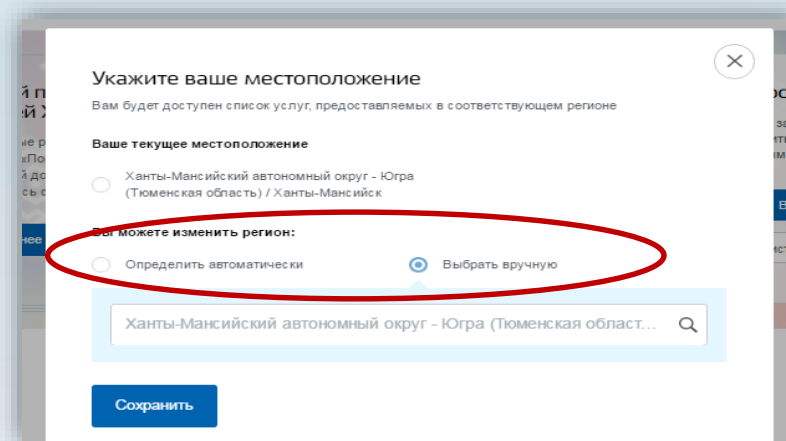 Укажите ваше местоположение
Вам будет доступен список услуг, предоставляемых в соответствующем регионе
Ваше текущее местоположение
Ханты-Мансийский автономный округ - Югра
(Тюменская область) / Ханты-Мансийск
Вы можете изменить регион:
Определить автоматически
Выбрать вручную
Ханты-Мансийский автономный округ - Югра (Тюменская област...
Сохранить